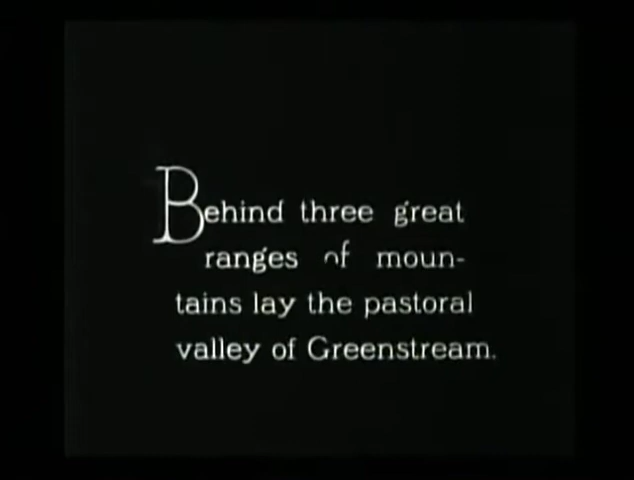 Behind three great
ranges of moun-
tains lay the pastoral
valley of Greenstream.